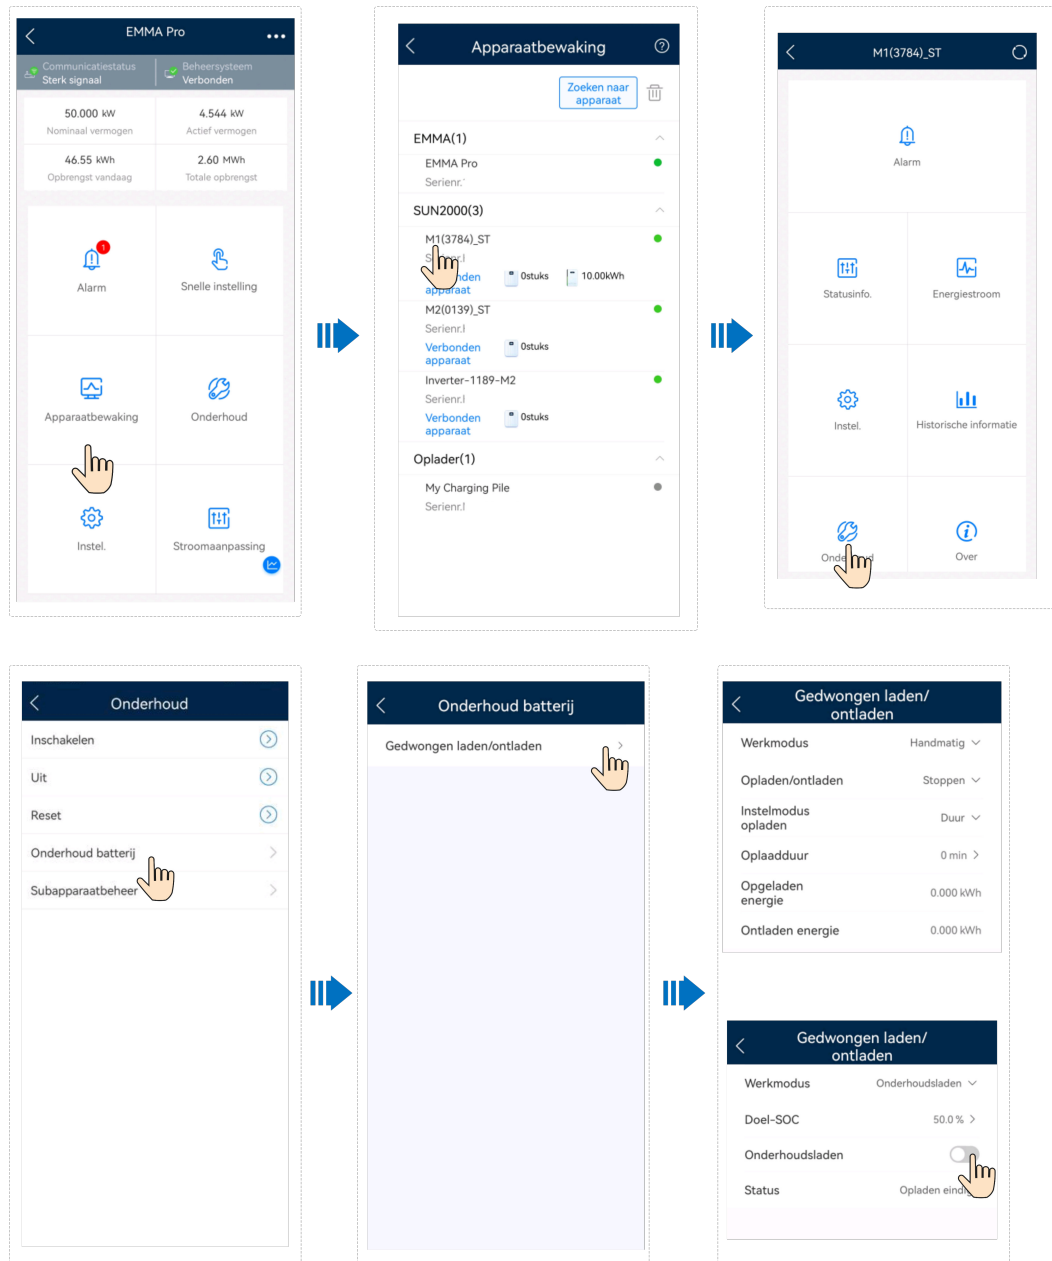 EMMA Pro
Communicatiestatus
Sterk signaal
Beheersysteem
Verbonden
50.000 kW
Nominaal vermogen
4.544 kW
Actief vermogen
46.55 kWh
Opbrengst vandaag
2.60 MWh
Totale opbrengst
1
Alarm
Snelle instelling
Apparaatbewaking
Onderhoud
Instel.
Stroomaanpassing
Apparaatbewaking
Zoeken naar
apparaat
EMMA(1)
EMMA Pro
Serienr.
SUN2000(3)
M1(3784)_ST
apparaat
0stuks
10.00kWh
M2(0139)_ST
Serienr.
Verbonden
apparaat
0stuks
Inverter-1189-M2
Serienr.
Verbonden
apparaat
0stuks
Oplader(1)
My Charging Pile
Serienr.
M1(3784)_ST
Alarm
Statusinfo.
Energiestroom
Instel.
Historische informatie
Over
Onderhoud
Inschakelen
Uit
Reset
Onderhoud batterij
Subapparaatbeheer
Onderhoud batterij
Gedwongen laden/ontladen
Gedwongen laden/
ontladen
Werkmodus
Handmatig
Opladen/ontladen
Stoppen
Instelmodus
opladen
Duur
Oplaadduur
0 min
Opgeladen
energie
0.000 kWh
Ontladen energie
0.000 kWh
Gedwongen laden/
ontladen
Werkmodus
Onderhoudsladen
Doel-SOC
50.0 %
Onderhoudsladen
Status
Opladen